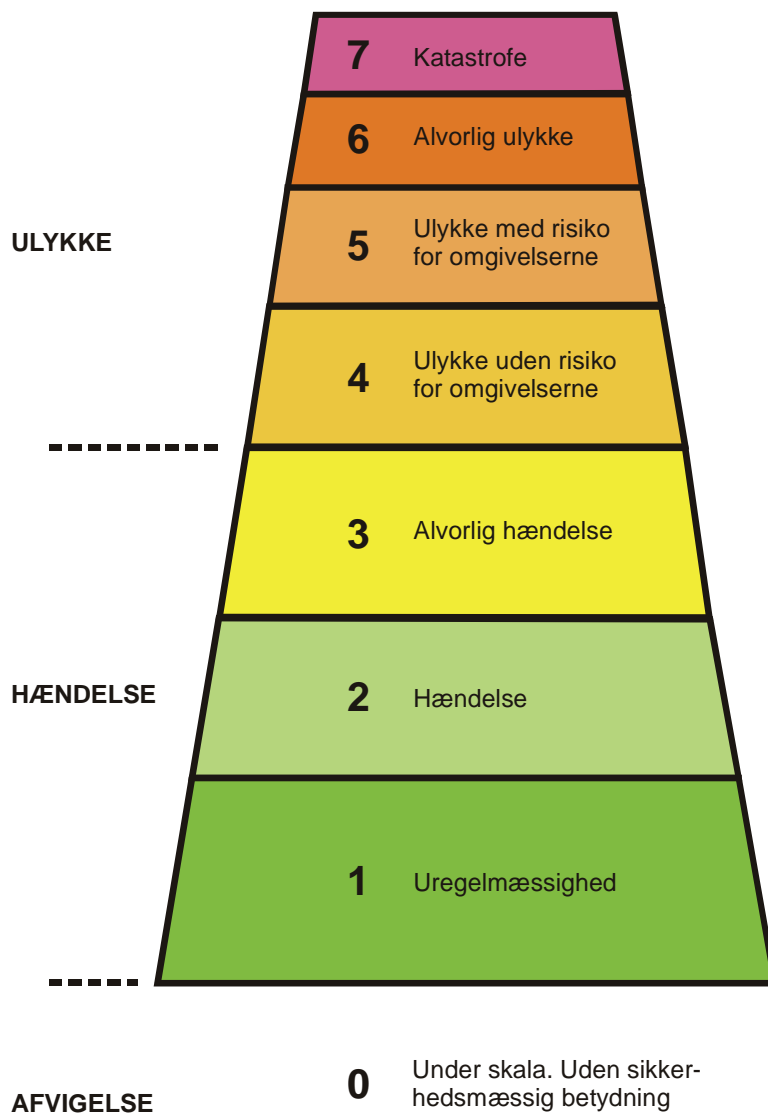 7 Katastrofe
6 Alvorlig ulykke
ULYKKE
5 Ulykke med risiko
for omgivelserne
4 Ulykke uden risiko
for omgivelserne
3 Alvorlig hændelse
HÆNDELSE
2 Hændelse
1 Uregelmæssighed
AFVIGELSE
0 Under skala. Uden sikker-
hedsmæssig betydning